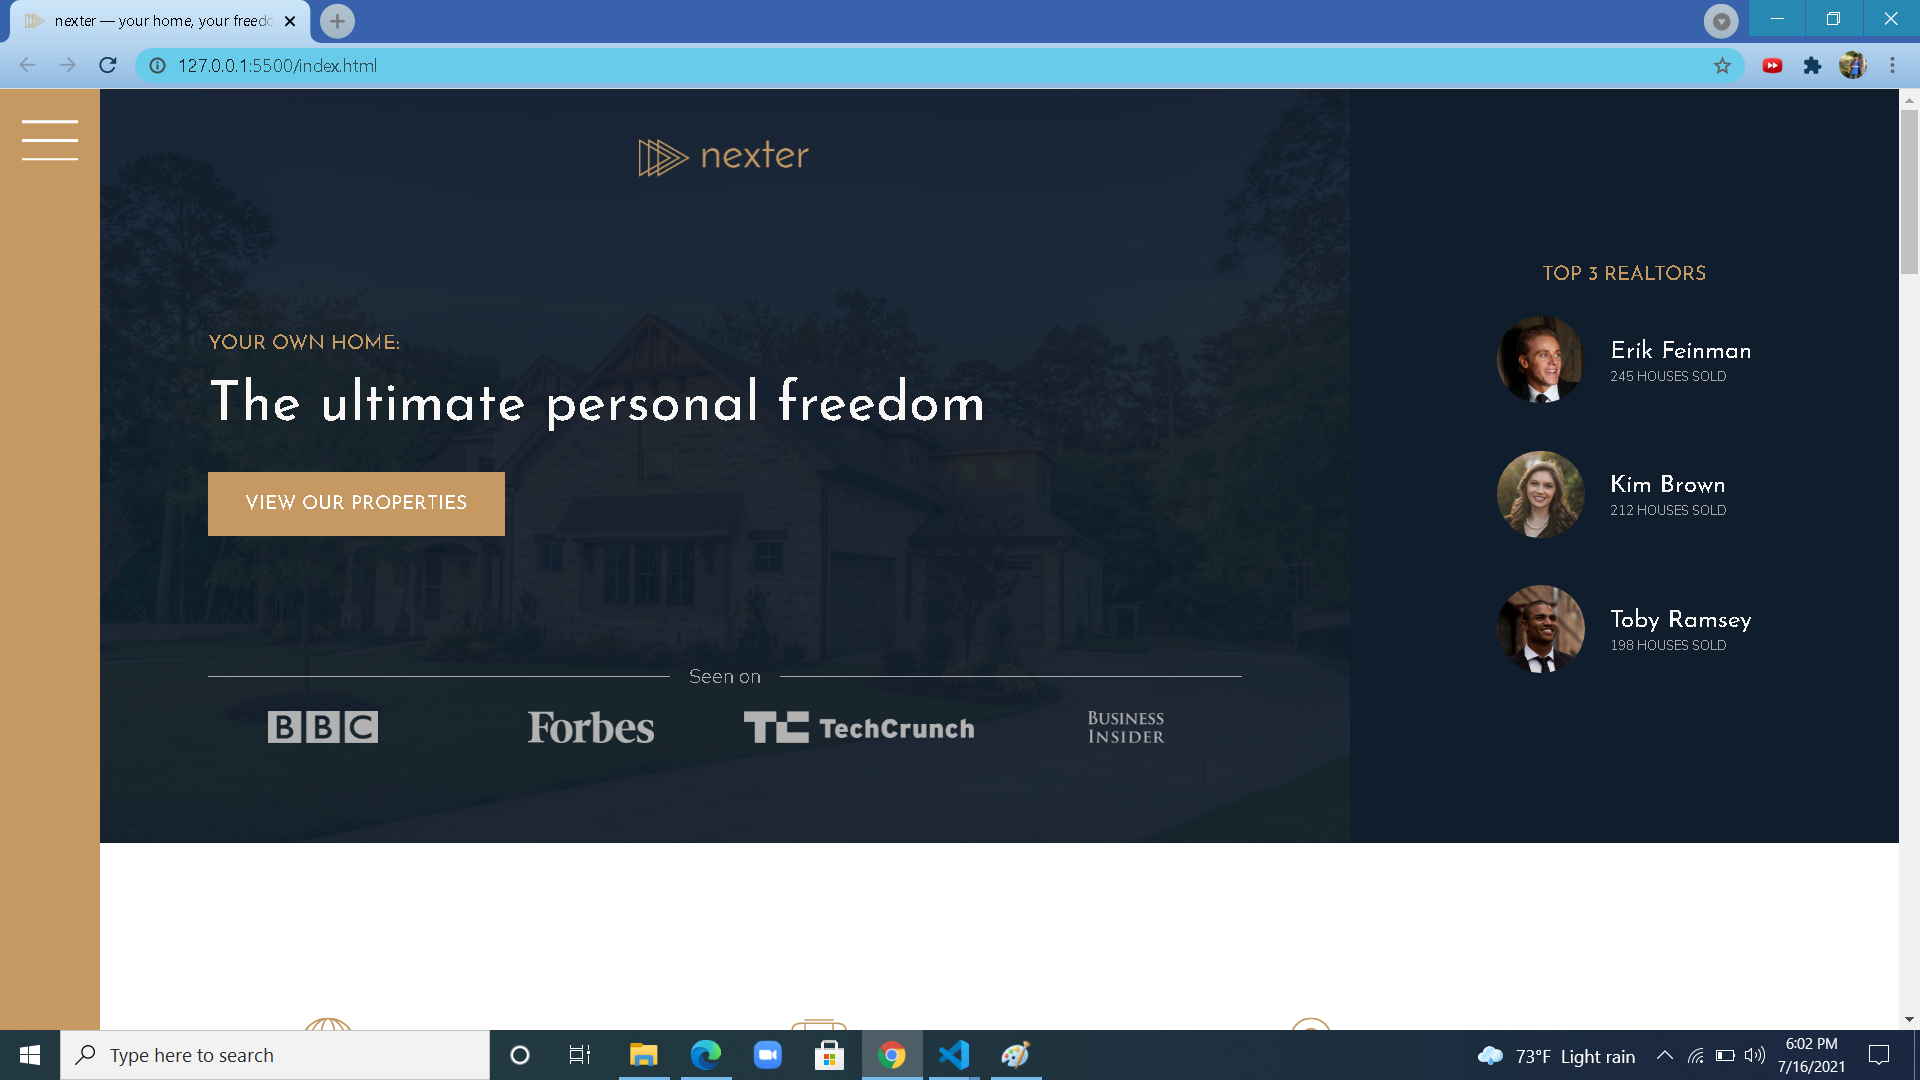 nexter — your home, your freedo
127.0.0.1:5500/index.html
nexter
YOUR OWN HOME:
The ultimate personal freedom
VIEW OUR PROPERTIES
Seen on
BBC
Forbes
TC TechCrunch
BUSINESS
INSIDER
TOP 3 REALTORS
Erik Feinman
245 HOUSES SOLD
Kim Brown
212 HOUSES SOLD
Toby Ramsey
198 HOUSES SOLD
Type here to search
73°F Light rain
6:02 PM
7/16/2021